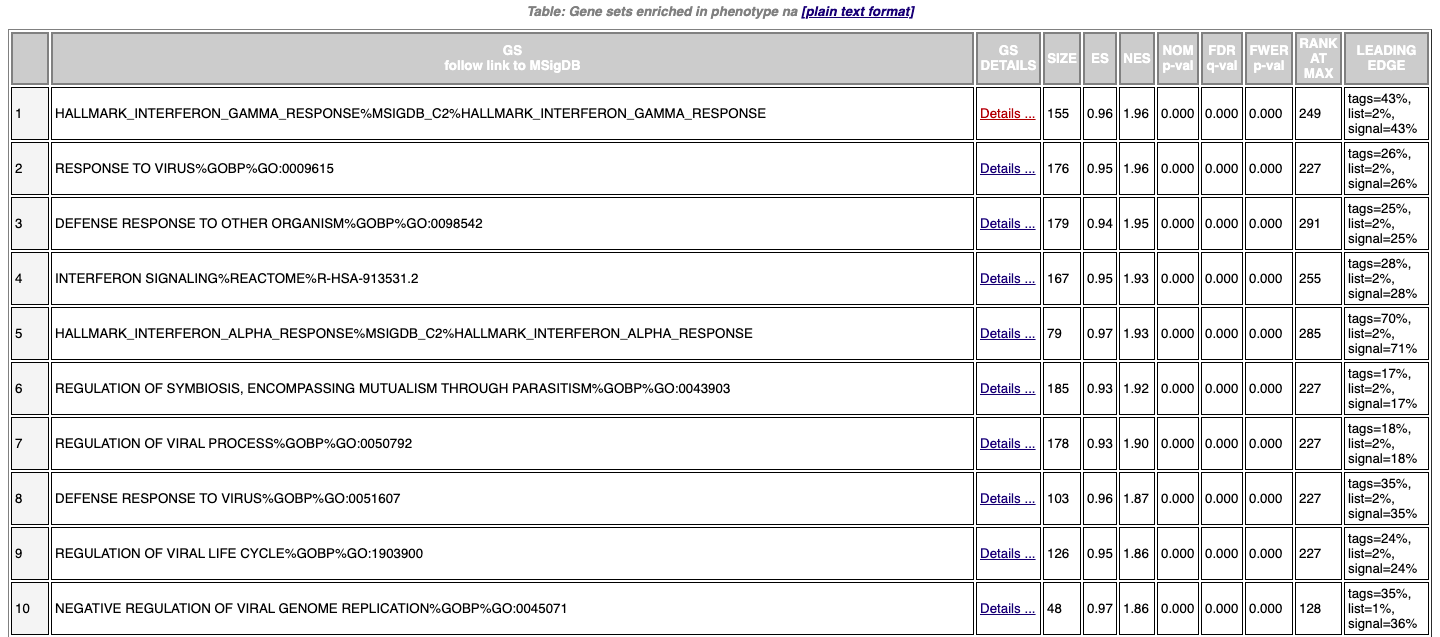 Table: Gene sets enriched in phenotype na [plain text format]
GS
follow link to MSigDB
GS
DETAILS
SIZE
ES
NES
NOM
p-val
FDR
q-val
FWER
p-val
RANK
AT
MAX
LEADING
EDGE
1
HALLMARK_INTERFERON_GAMMA_RESPONSE%MSIGDB_C2%HALLMARK_INTERFERON_GAMMA_RESPONSE
Details ...
155
0.96
1.96
0.000
0.000
0.000
249
tags=43%,
list=2%,
signal=43%
2
RESPONSE TO VIRUS%GOBP%GO:0009615
Details ...
176
0.95
1.96
0.000
0.000
0.000
227
tags=26%,
list=2%,
signal=26%
3
DEFENSE RESPONSE TO OTHER ORGANISM%GOBP%GO:0098542
Details ...
179
0.94
1.95
0.000
0.000
0.000
291
tags=25%,
list=2%,
signal=25%
4
INTERFERON SIGNALING%REACTOME%R-HSA-913531.2
Details ...
167
0.95
1.93
0.000
0.000
0.000
255
tags=28%,
list=2%,
signal=28%
5
HALLMARK_INTERFERON_ALPHA_RESPONSE%MSIGDB_C2%HALLMARK_INTERFERON_ALPHA_RESPONSE
Details ...
79
0.97
1.93
0.000
0.000
0.000
285
tags=70%,
list=2%,
signal=71%
6
REGULATION OF SYMBIOSIS, ENCOMPASSING MUTUALISM THROUGH PARASITISM%GOBP%GO:0043903
Details ...
185
0.93
1.92
0.000
0.000
0.000
227
tags=17%,
list=2%,
signal=17%
7
REGULATION OF VIRAL PROCESS%GOBP%GO:0050792
Details ...
178
0.93
1.90
0.000
0.000
0.000
227
tags=18%,
list=2%,
signal=18%
8
DEFENSE RESPONSE TO VIRUS%GOBP%GO:0051607
Details ...
103
0.96
1.87
0.000
0.000
0.000
227
tags=35%,
list=2%,
signal=35%
9
REGULATION OF VIRAL LIFE CYCLE%GOBP%GO:1903900
Details ...
126
0.95
1.86
0.000
0.000
0.000
227
tags=24%,
list=2%,
signal=24%
10
NEGATIVE REGULATION OF VIRAL GENOME REPLICATION%GOBP%GO:0045071
Details ...
48
0.97
1.86
0.000
0.000
0.000
128
tags=35%,
list=1%,
signal=36%